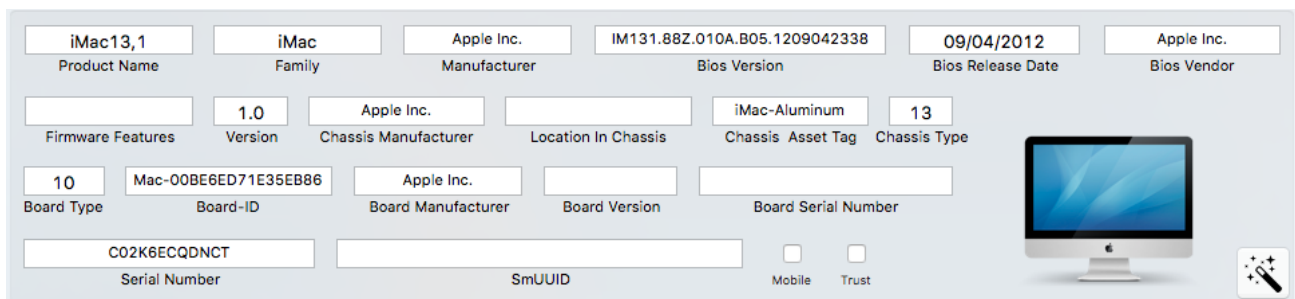 iMac13,1 iMac Apple Inc. IM131.88Z.010A.B05.1209042338 09/04/2012 Apple Inc.
Product Name Family Manufacturer Bios Version Bios Release Date Bios Vendor
1.0 Apple Inc. iMac-Aluminum 13
Firmware Features Version Chassis Manufacturer Location In Chassis Chassis Asset Tag Chassis Type
10 Mac-00BE6ED71E35EB86 Apple Inc.
Board Type Board-ID Board Manufacturer Board Version Board Serial Number
C02K6ECQDNCT
Serial Number SmUUID Mobile Trust